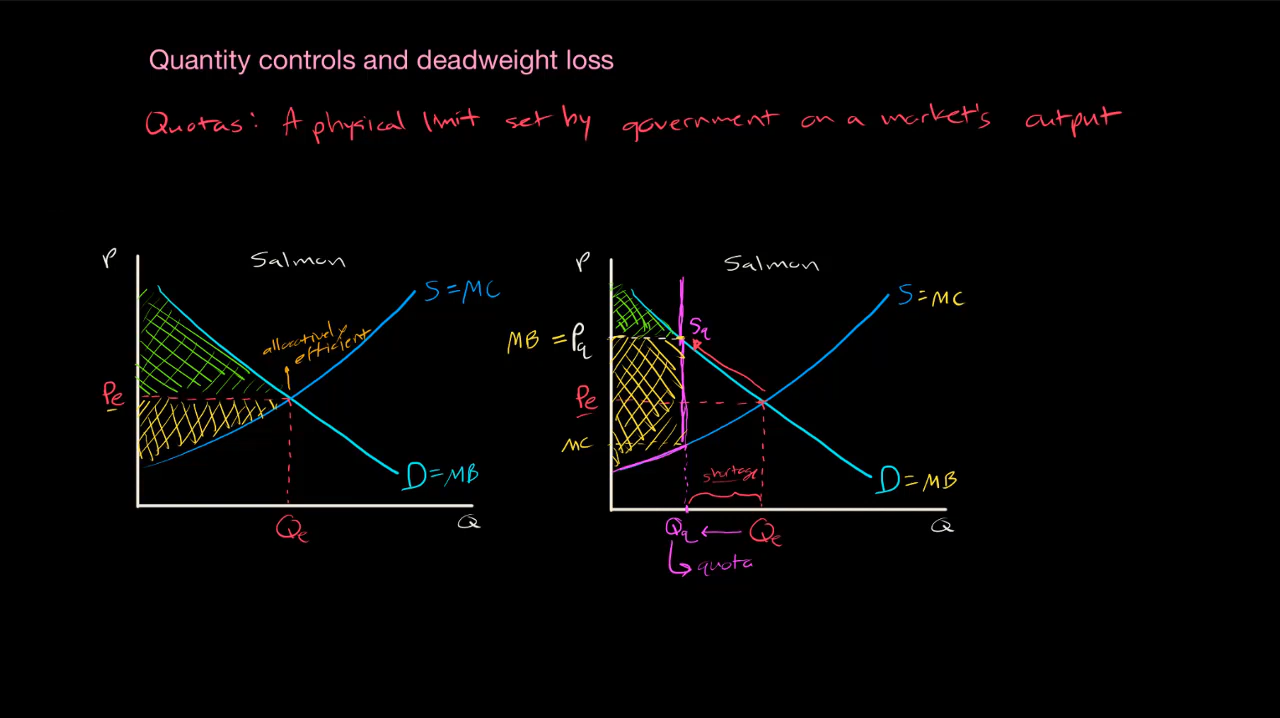 Quantity controls and deadweight loss
Quotas: A physical limit set by government on a market's output
P
Salmon
S=MC
allocatively
efficient
Pe
D=MB
Qe
Q
P
Salmon
S=MC
Sq
MB = Pq
Pe
MC
shortage
D=MB
Qq ← Qe
Q
quota